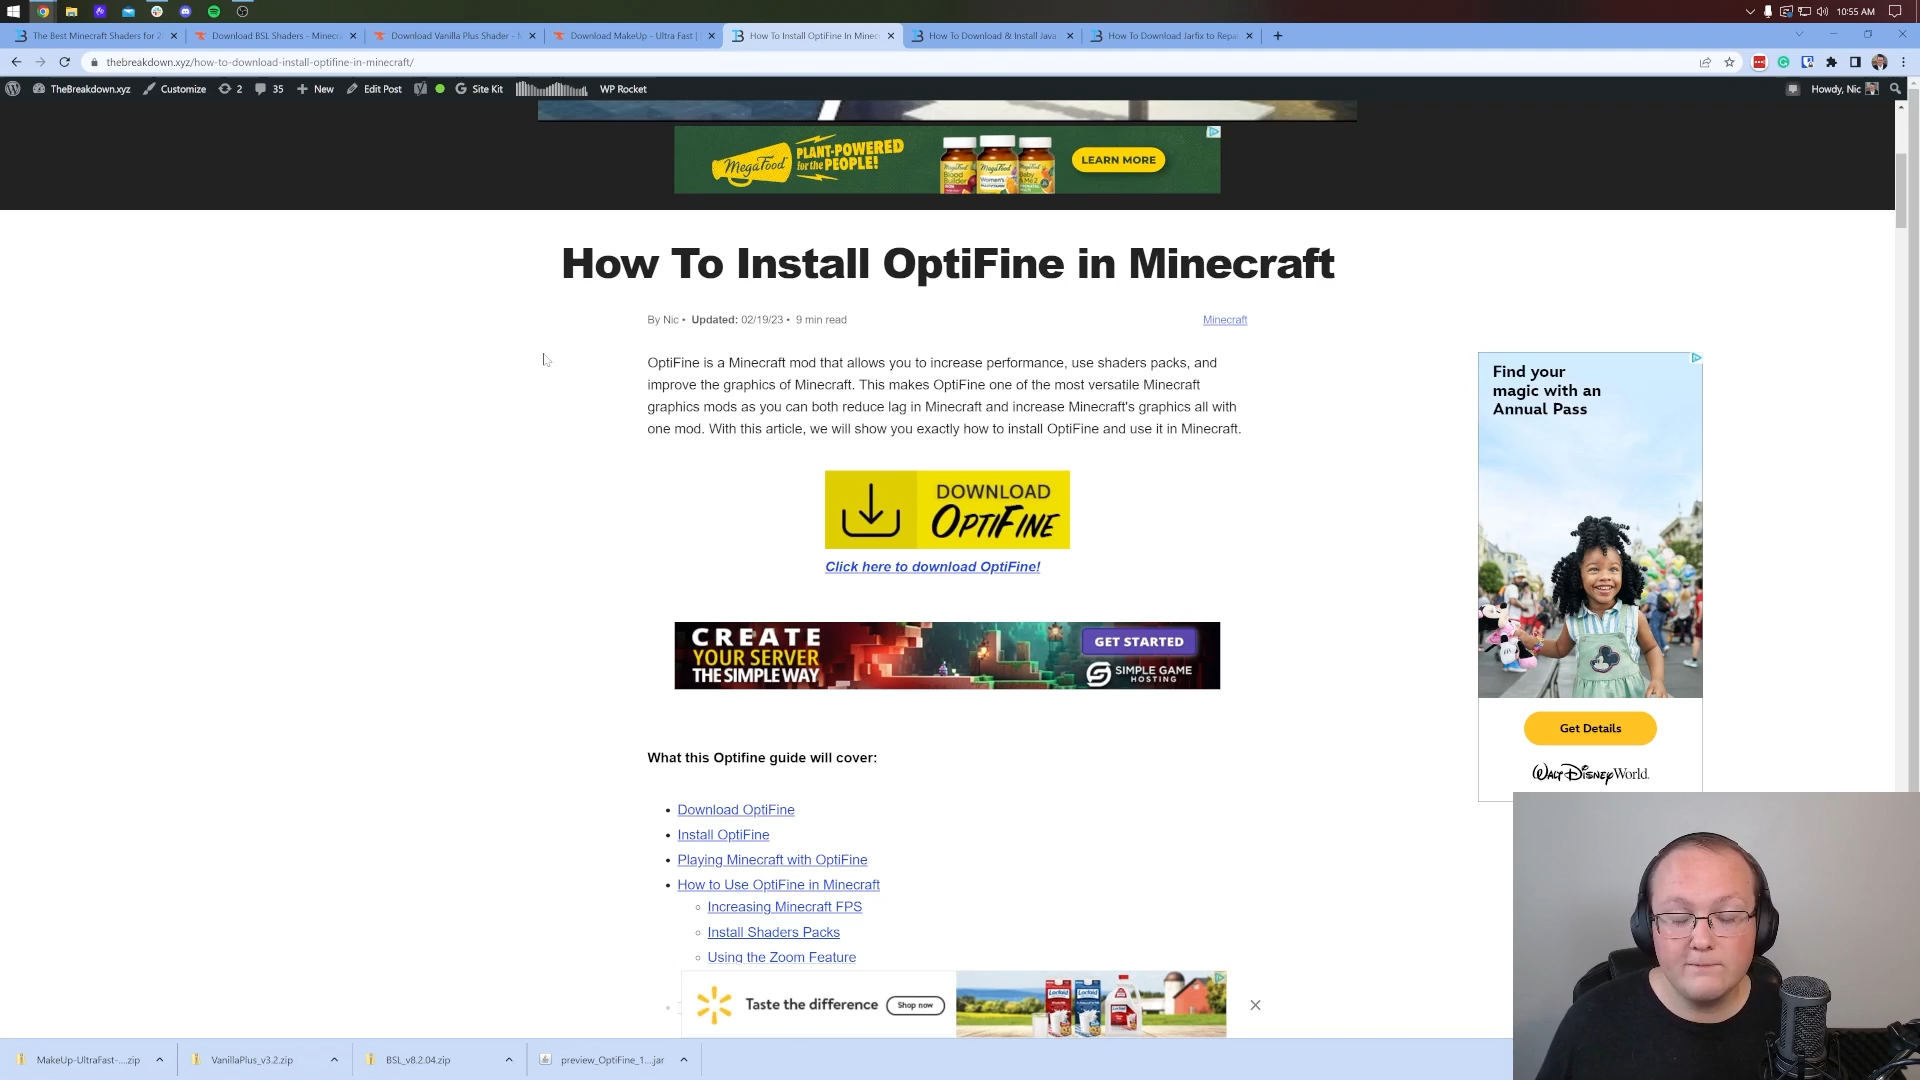 10:55 AM
The Best Minecraft Shaders for 2
Download BSL Shaders - Minecra
Download Vanilla Plus Shader - M
Download MakeUp - Ultra Fast |
How To Install OptiFine In Minec
How To Download & Install Java
How To Download Jarfix to Repai
thebreakdown.xyz/how-to-download-install-optifine-in-minecraft/
TheBreakdown.xyz Customize 2 35 New Edit Post Site Kit WP Rocket Howdy, Nic
MegaFood PLANT-POWERED
for the PEOPLE!
LEARN MORE
How To Install OptiFine in Minecraft
By Nic • Updated: 02/19/23 • 9 min read
Minecraft
OptiFine is a Minecraft mod that allows you to increase performance, use shaders packs, and
improve the graphics of Minecraft. This makes OptiFine one of the most versatile Minecraft
graphics mods as you can both reduce lag in Minecraft and increase Minecraft's graphics all with
one mod. With this article, we will show you exactly how to install OptiFine and use it in Minecraft.
Find your
magic with an
Annual Pass
DOWNLOAD
OPTIFINE
Click here to download OptiFine!
CREATE
YOUR SERVER
THE SIMPLE WAY
GET STARTED
SIMPLE GAME
HOSTING
Get Details
Walt Disney World.
What this Optifine guide will cover:
• Download OptiFine
• Install OptiFine
• Playing Minecraft with OptiFine
• How to Use OptiFine in Minecraft
Increasing Minecraft FPS
Install Shaders Packs
Using the Zoom Feature
Taste the difference
Shop now
MakeUp-UltraFast-....zip
VanillaPlus_v3.2.zip
BSL_v8.2.04.zip
preview_OptiFine_1....jar